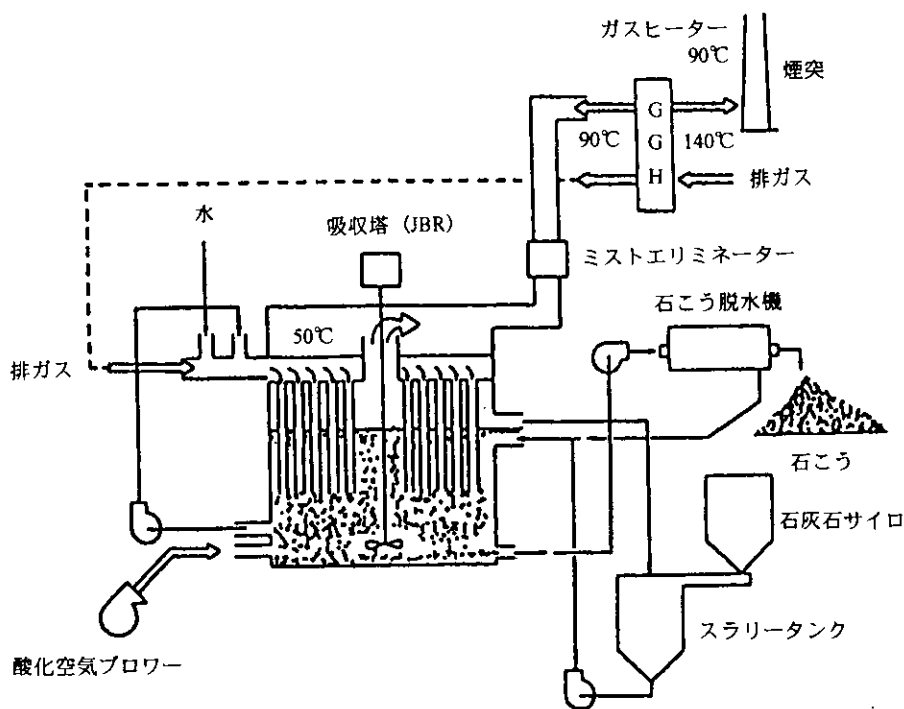 ガスヒーター
90℃
煙突
G
G
H
90℃
140℃
排ガス
水
吸収塔（JBR）
ミストエリミネーター
石こう脱水機
50℃
排ガス
石こう
石灰石サイロ
スラリータンク
酸化空気ブロワー